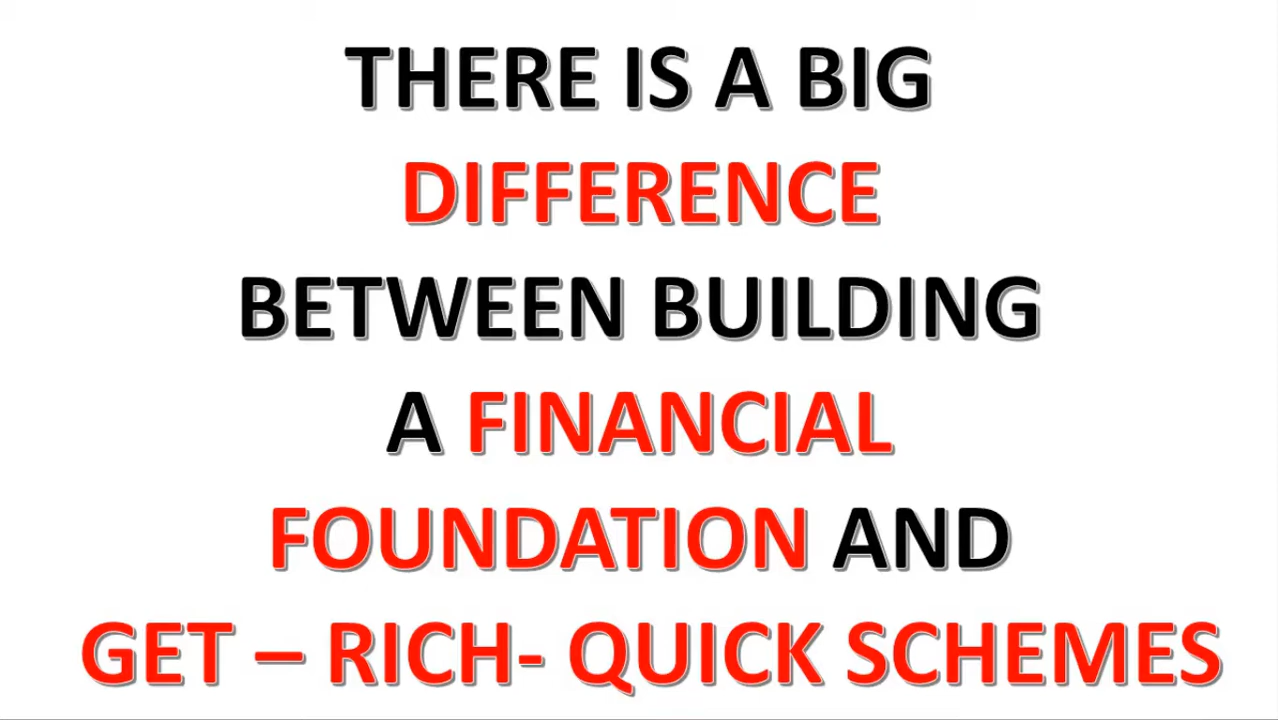 THERE IS A BIG
DIFFERENCE
BETWEEN BUILDING
A FINANCIAL
FOUNDATION AND
GET – RICH- QUICK SCHEMES